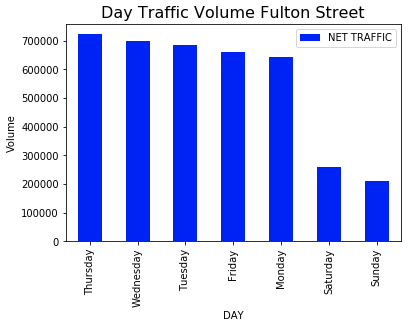 Day Traffic Volume Fulton Street
NET TRAFFIC
Volume
700000
600000
500000
400000
300000
200000
100000
0
Thursday
Wednesday
Tuesday
Friday
Monday
Saturday
Sunday
DAY